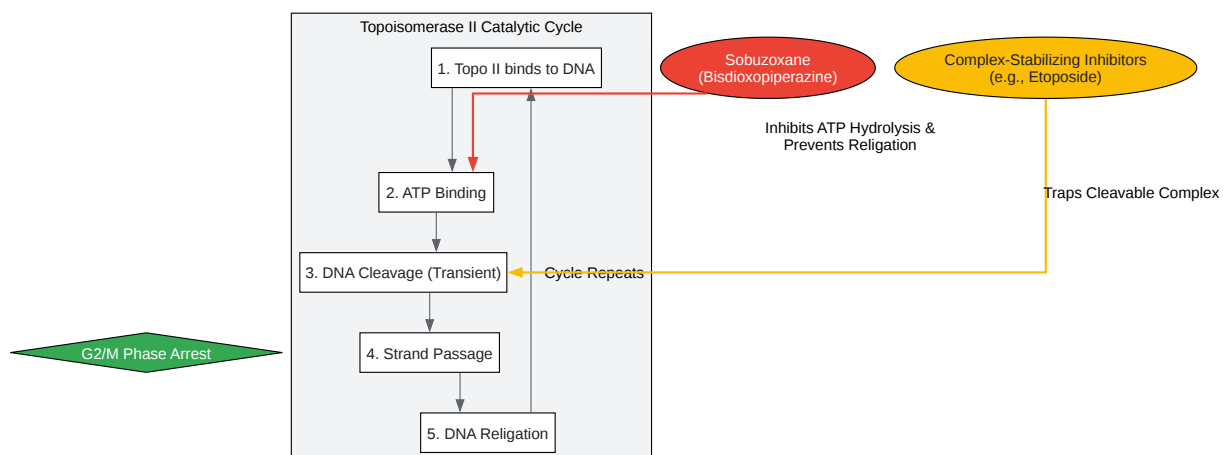 Topoisomerase II Catalytic Cycle
1. Topo II binds to DNA
Sobuzoxane
(Bisdioxopiperazine)
Complex-Stabilizing Inhibitors
(e.g., Etoposide)
Inhibits ATP Hydrolysis &
Prevents Religation
2. ATP Binding
Traps Cleavable Complex
3. DNA Cleavage (Transient)
Cycle Repeats
G2/M Phase Arrest
4. Strand Passage
5. DNA Religation